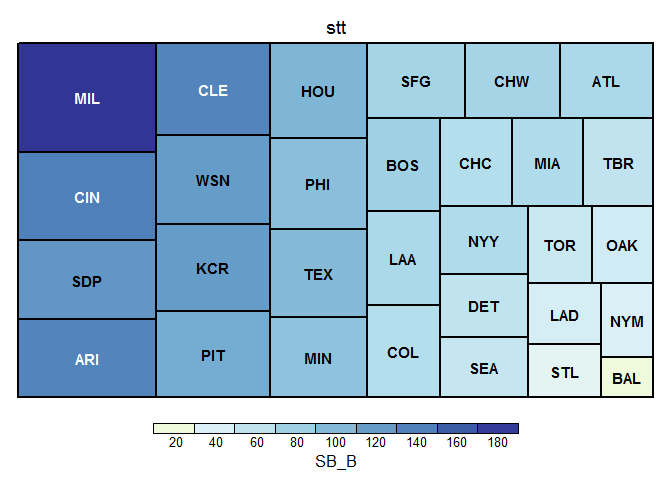 stt
MIL
CLE
HOU
SFG
CHW
ATL
BOS
CHC
MIA
TBR
CIN
WSN
PHI
NYY
TOR
OAK
SDP
KCR
TEX
LAA
DET
LAD
NYM
ARI
PIT
MIN
COL
SEA
STL
BAL
20 40 60 80 100 120 140 160 180
SB_B